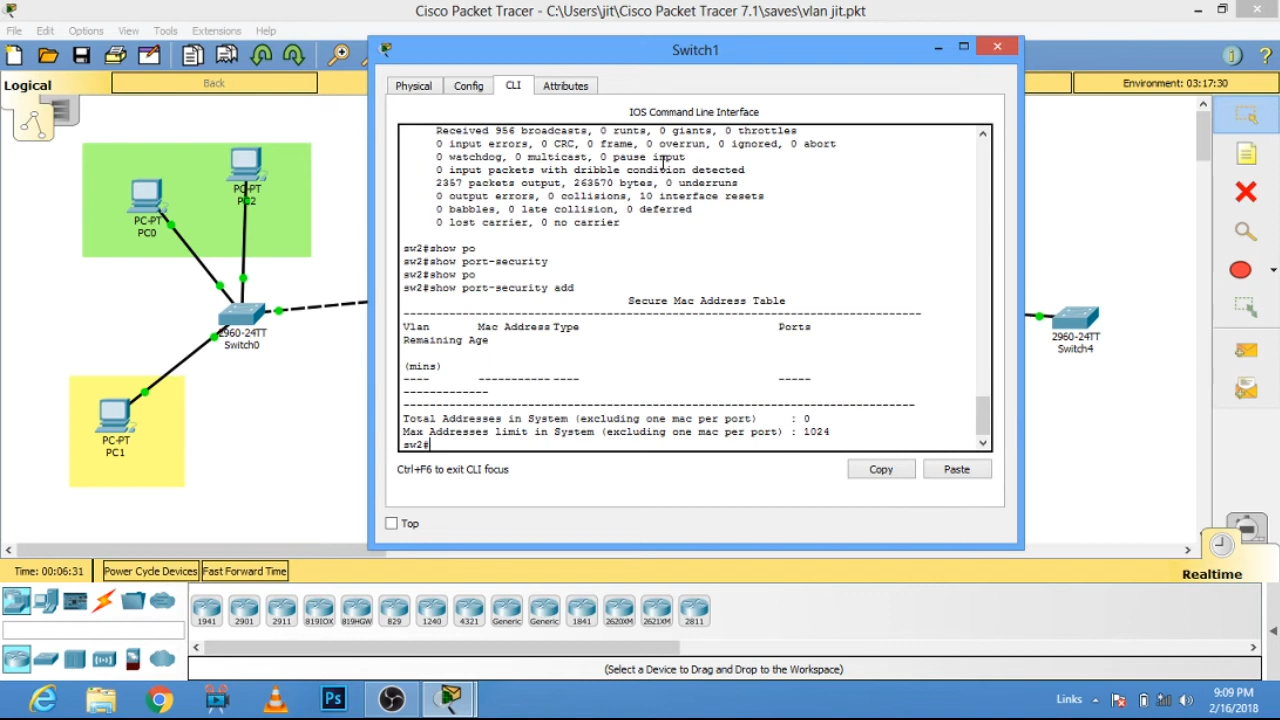 Cisco Packet Tracer - C:\Users\jit\Cisco Packet Tracer 7.1\saves\vlan jit.pkt
File Edit Options View Tools Extensions Help
Switch1
Logical
Back
Environment: 03:17:30
Physical Config CLI Attributes
IOS Command Line Interface
Received 956 broadcasts, 0 runts, 0 giants, 0 throttles
0 input errors, 0 CRC, 0 frame, 0 overrun, 0 ignored, 0 abort
0 watchdog, 0 multicast, 0 pause input
0 input packets with dribble condition detected
2357 packets output, 263570 bytes, 0 underruns
0 output errors, 0 collisions, 10 interface resets
0 babbles, 0 late collision, 0 deferred
0 lost carrier, 0 no carrier
sw2#show po
sw2#show port-security
sw2#show po
sw2#show port-security add
Secure Mac Address Table
-------------------------------------------------------------------------------
Vlan Mac Address Type Ports
Remaining Age
(mins)
---- ----------- ---- -----
-------------
------------------------------------------------------------------------------
Total Addresses in System (excluding one mac per port) : 0
Max Addresses limit in System (excluding one mac per port) : 1024
sw2#
Ctrl+F6 to exit CLI focus
Copy
Paste
Top
PC-PT
PC0
PC-PT
PC2
2960-24TT
Switch0
PC-PT
PC1
2960-24TT
Switch4
Time: 00:06:31
Power Cycle Devices
Fast Forward Time
Realtime
1941 2901 2911 819IOX 819HGW 829 1240 4321 Generic Generic 1841 2620XM 2621XM 2811
(Select a Device to Drag and Drop to the Workspace)
Ps
Links
9:09 PM
2/16/2018